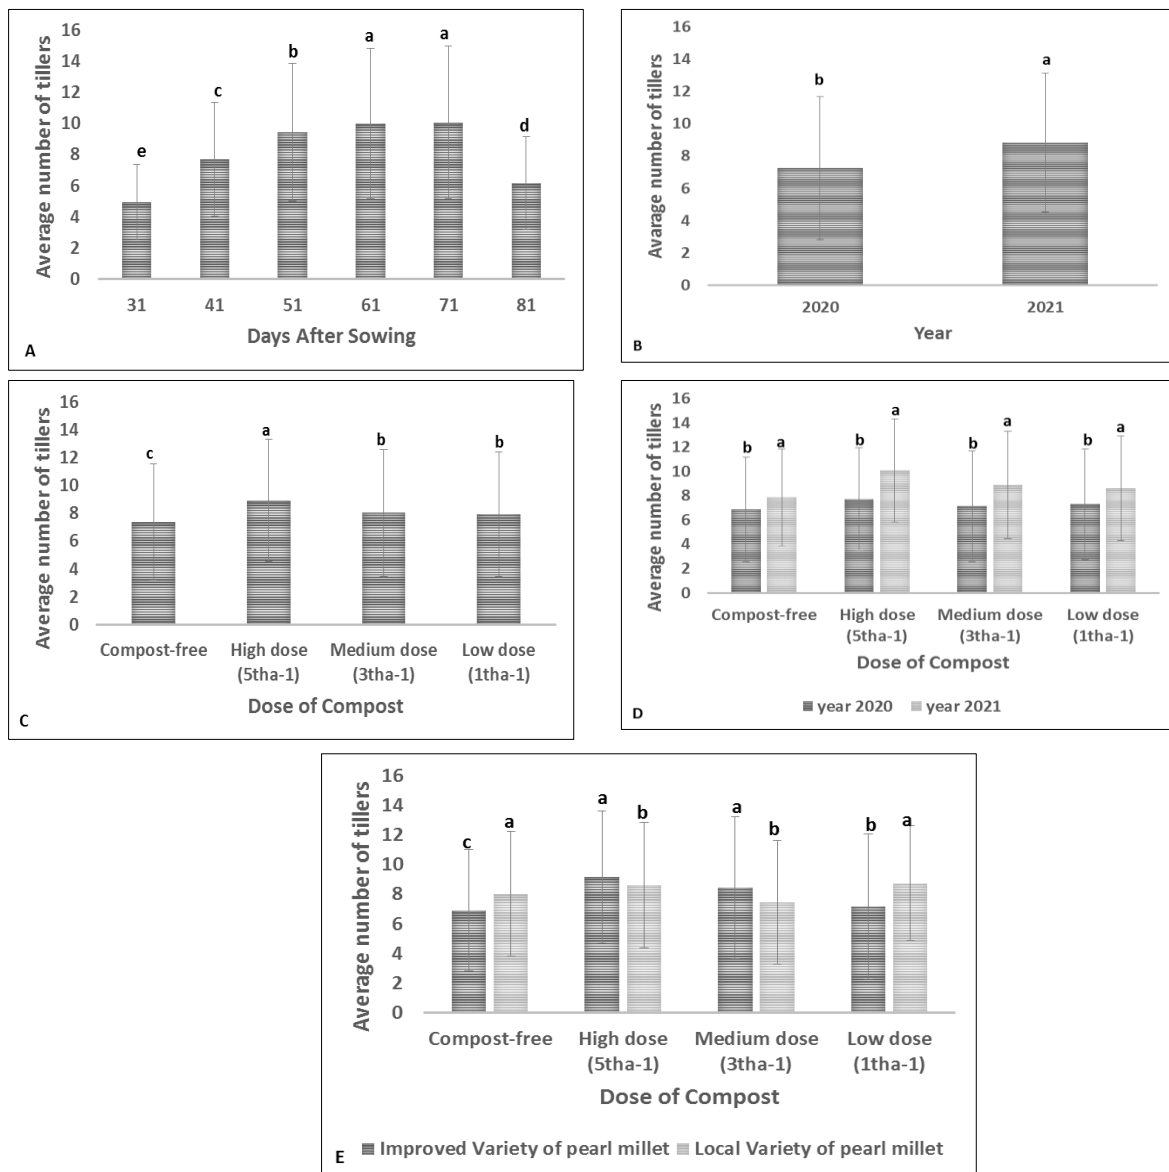 Average number of tillers
16
14
12
10
8
6
4
2
0
e
c
b
a
a
d
31 41 51 61 71 81
Days After Sowing
A
Avarage number of tillers
16
14
12
10
8
6
4
2
0
b
a
2020 2021
Year
B
Average number of tillers
16
14
12
10
8
6
4
2
0
c
a
b
b
Compost-free High dose Medium dose Low dose
(5tha-1) (3tha-1) (1tha-1)
Dose of Compost
C
Average number of tillers
16
14
12
10
8
6
4
2
0
b a b a b a b a
Compost-free High dose Medium dose Low dose
(5tha-1) (3tha-1) (1tha-1)
Dose of Compost
year 2020 year 2021
D
Average number of tillers
16
14
12
10
8
6
4
2
0
c a a b a b b a
Compost-free High dose Medium dose Low dose
(5tha-1) (3tha-1) (1tha-1)
Dose of Compost
Improved Variety of pearl millet Local Variety of pearl millet
E